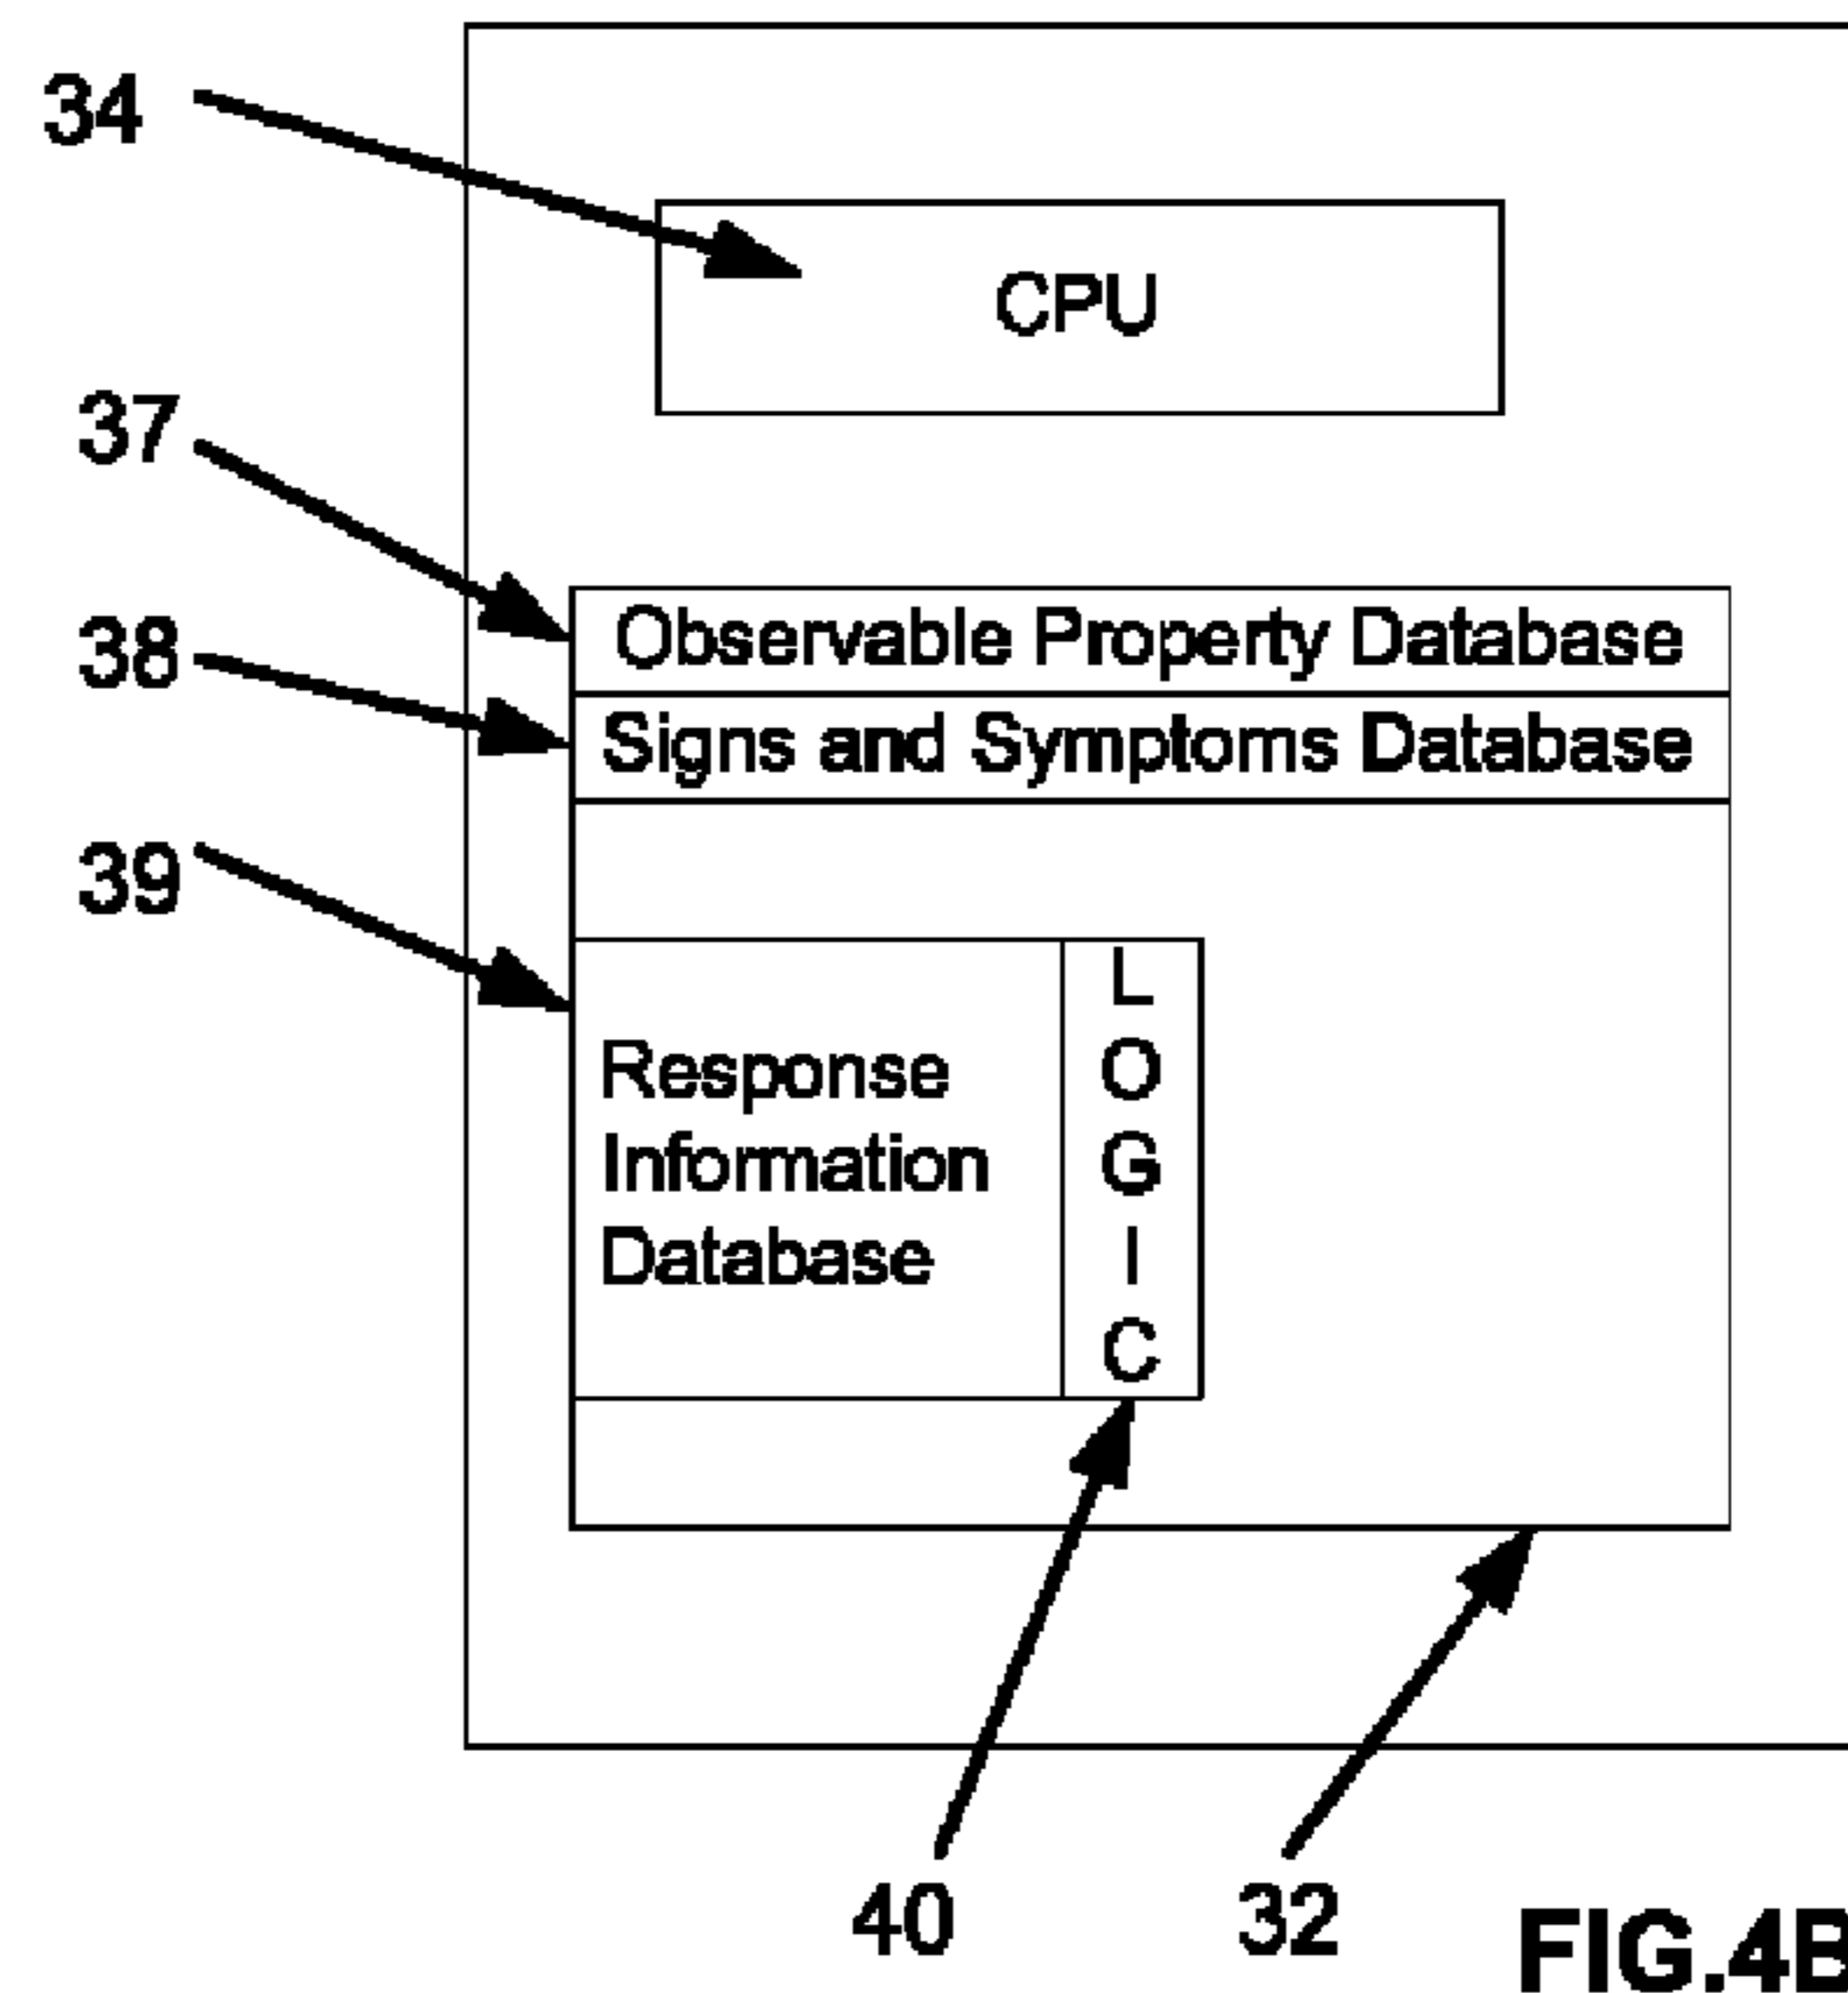 34
CPU
37
Observable Property Database
38
Signs and Symptoms Database
39
Response
Information
Database
L
O
G
I
C
40
32
FIG.4B